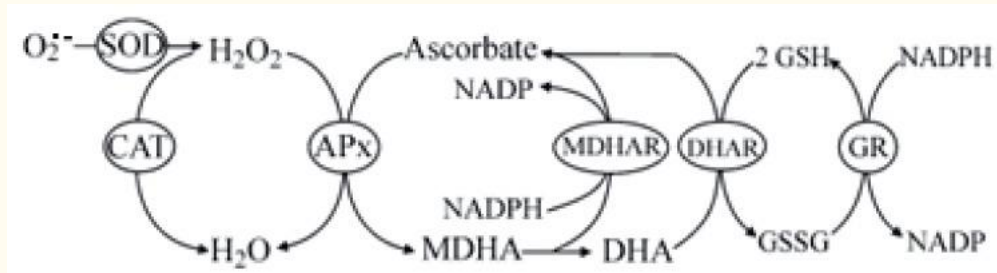 O₂·⁻ SOD H₂O₂ Ascorbate 2 GSH NADPH
NADP
CAT APx MDHAR DHAR GR
NADPH
H₂O MDHA DHA GSSG NADP